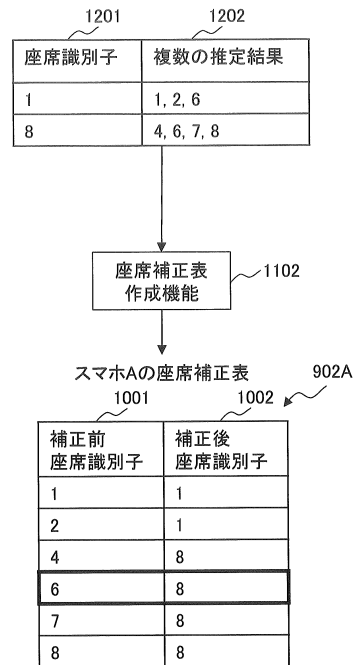 1201
1202
座席識別子 複数の推定結果
1 1, 2, 6
8 4, 6, 7, 8
座席補正表
作成機能
1102
スマホAの座席補正表
902A
1001
1002
補正前
座席識別子
補正後
座席識別子
1 1
2 1
4 8
6 8
7 8
8 8